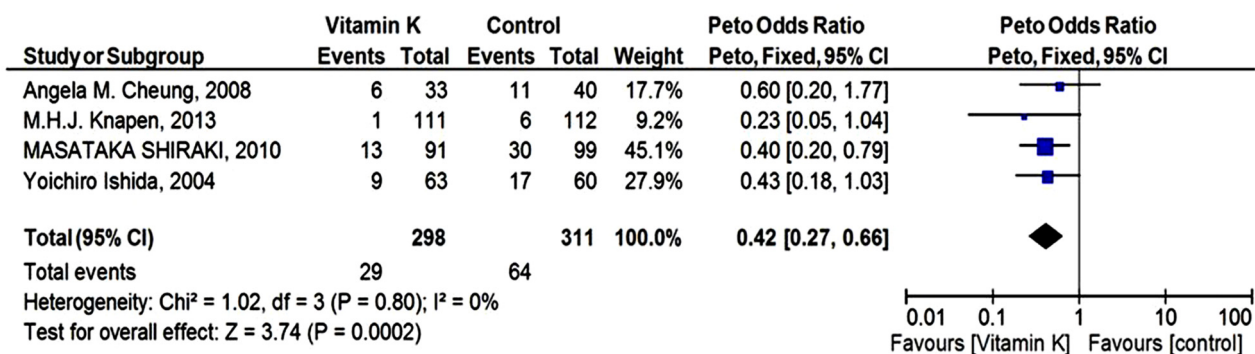 Vitamin K Control Peto Odds Ratio Peto Odds Ratio
Study or Subgroup Events Total Events Total Weight Peto, Fixed, 95% CI Peto, Fixed, 95% CI
Angela M. Cheung, 2008 6 33 11 40 17.7% 0.60 [0.20, 1.77]
M.H.J. Knapen, 2013 1 111 6 112 9.2% 0.23 [0.05, 1.04]
MASATAKA SHIRAKI, 2010 13 91 30 99 45.1% 0.40 [0.20, 0.79]
Yoichiro Ishida, 2004 9 63 17 60 27.9% 0.43 [0.18, 1.03]
Total (95% CI) 298 311 100.0% 0.42 [0.27, 0.66]
Total events 29 64
Heterogeneity: Chi² = 1.02, df = 3 (P = 0.80); I² = 0%
Test for overall effect: Z = 3.74 (P = 0.0002)
0.01 0.1 1 10 100
Favours [Vitamin K] Favours [control]